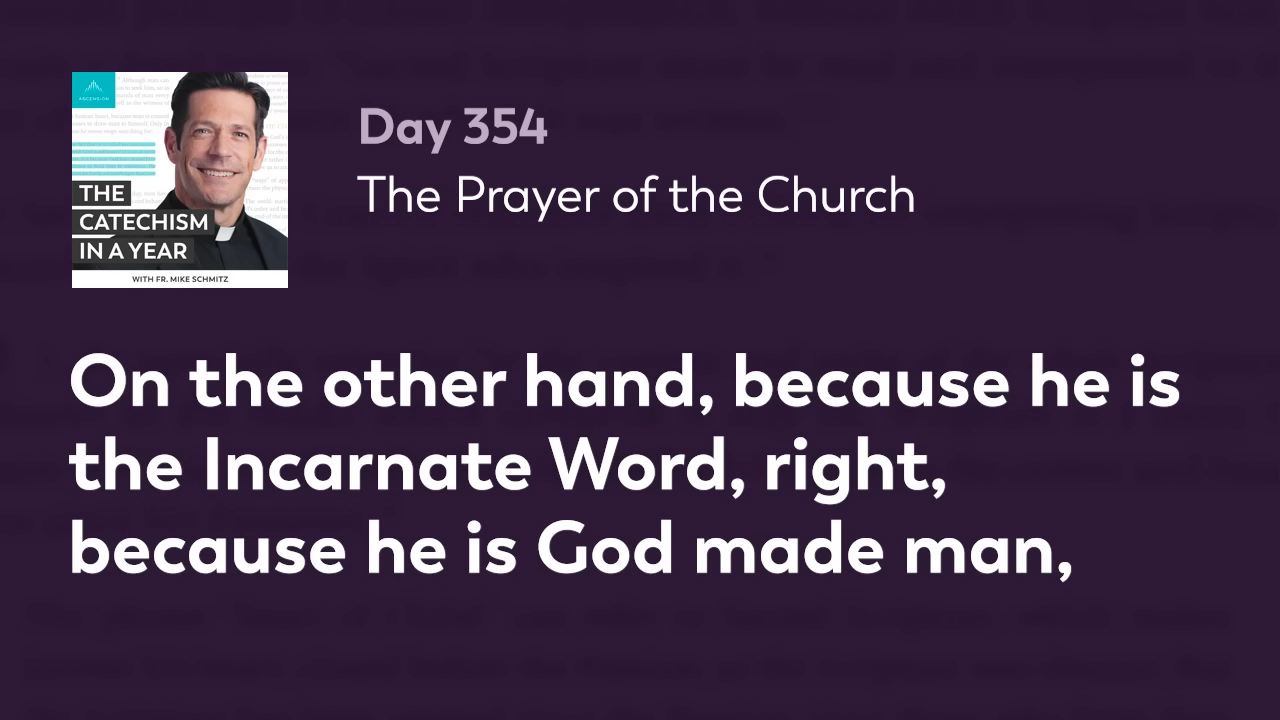 ASCENSION
THE
CATECHISM
IN A YEAR
WITH FR. MIKE SCHMITZ
Day 354
The Prayer of the Church
On the other hand, because he is
the Incarnate Word, right,
because he is God made man,